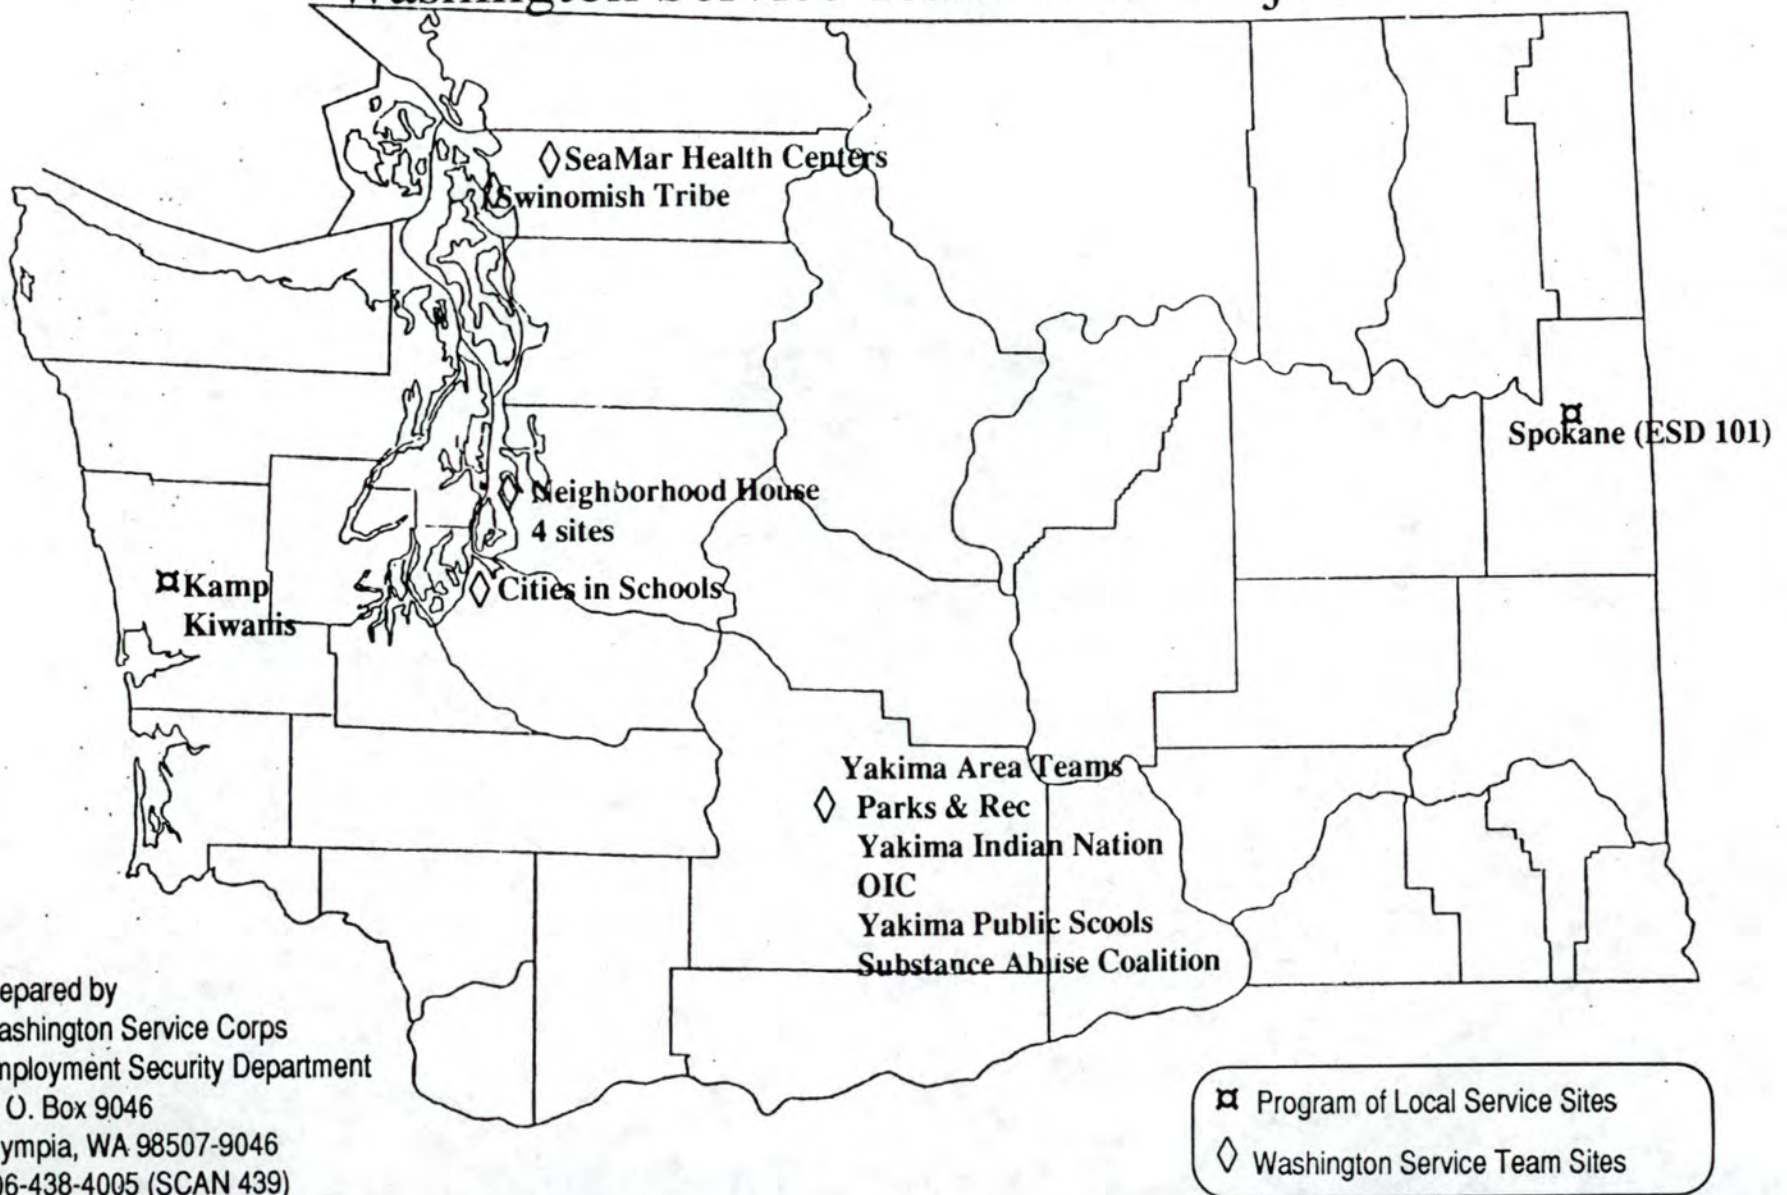 Washington Service
SeaMar Health Centers
Swinomish Tribe
Spokane (ESD 101)
Neighborhood House
4 sites
Kamp
Kiwanis
Cities in Schools
Yakima Area Teams
Parks & Rec
Yakima Indian Nation
OIC
Yakima Public Scools
Substance Abuse Coalition
epared by
ashington Service Corps
mployment Security Department
O. Box 9046
lympia, WA 98507-9046
06-438-4005 (SCAN 439)
¤ Program of Local Service Sites
◊ Washington Service Team Sites